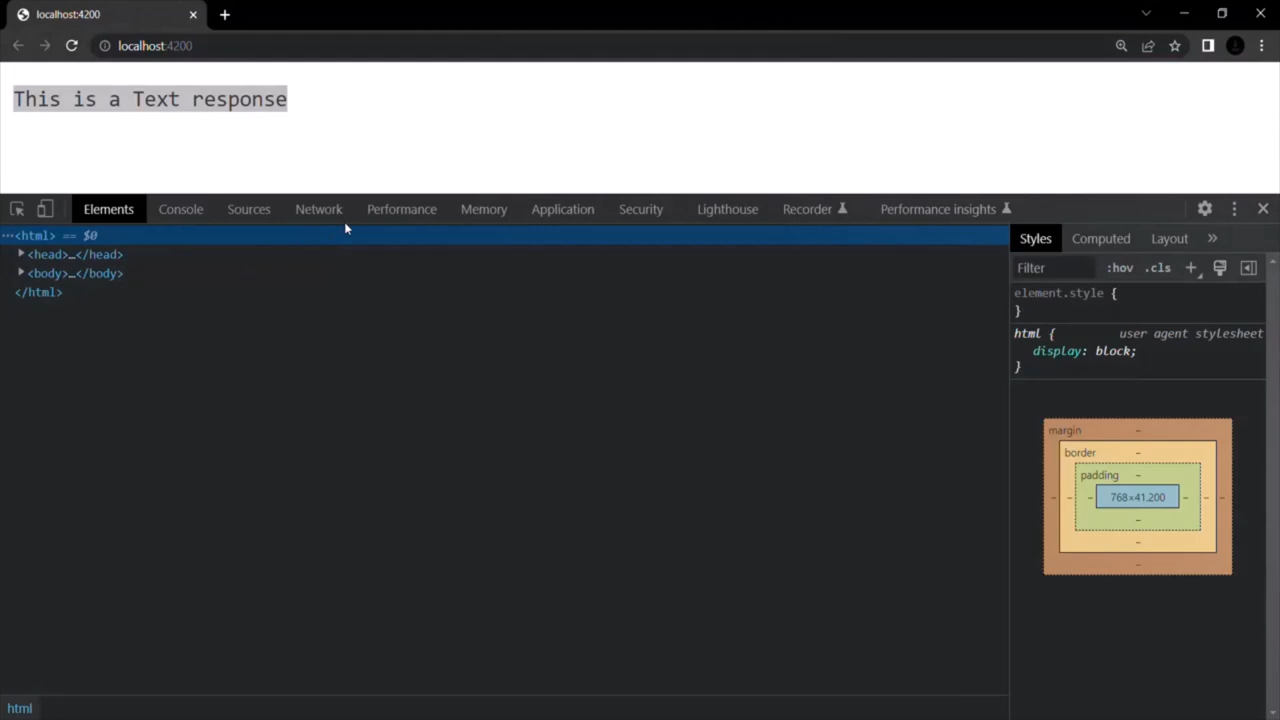 localhost:4200
localhost:4200
This is a Text response
Elements Console Sources Network Performance Memory Application Security Lighthouse Recorder Performance insights
···<html> == $0
<head>…</head>
<body>…</body>
</html>
html
Styles Computed Layout
Filter :hov .cls
element.style {
}
html { user agent stylesheet
display: block;
}
margin –
border –
padding –
– – – 768×41.200 – – –
–
–
–